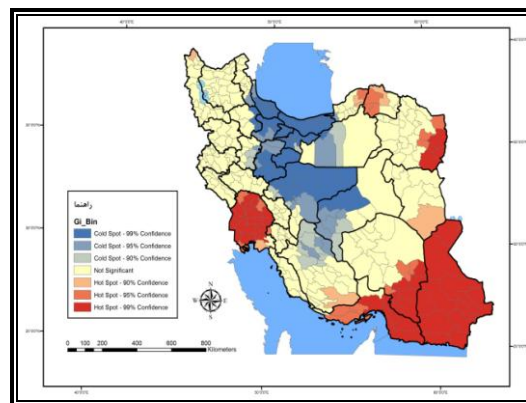 راهنما
Gi_Bin
Cold Spot - 99% Confidence
Cold Spot - 95% Confidence
Cold Spot - 90% Confidence
Not Significant
Hot Spot - 90% Confidence
Hot Spot - 95% Confidence
Hot Spot - 99% Confidence
N
W E
S
0 100 200 400 600 800
Kilometers